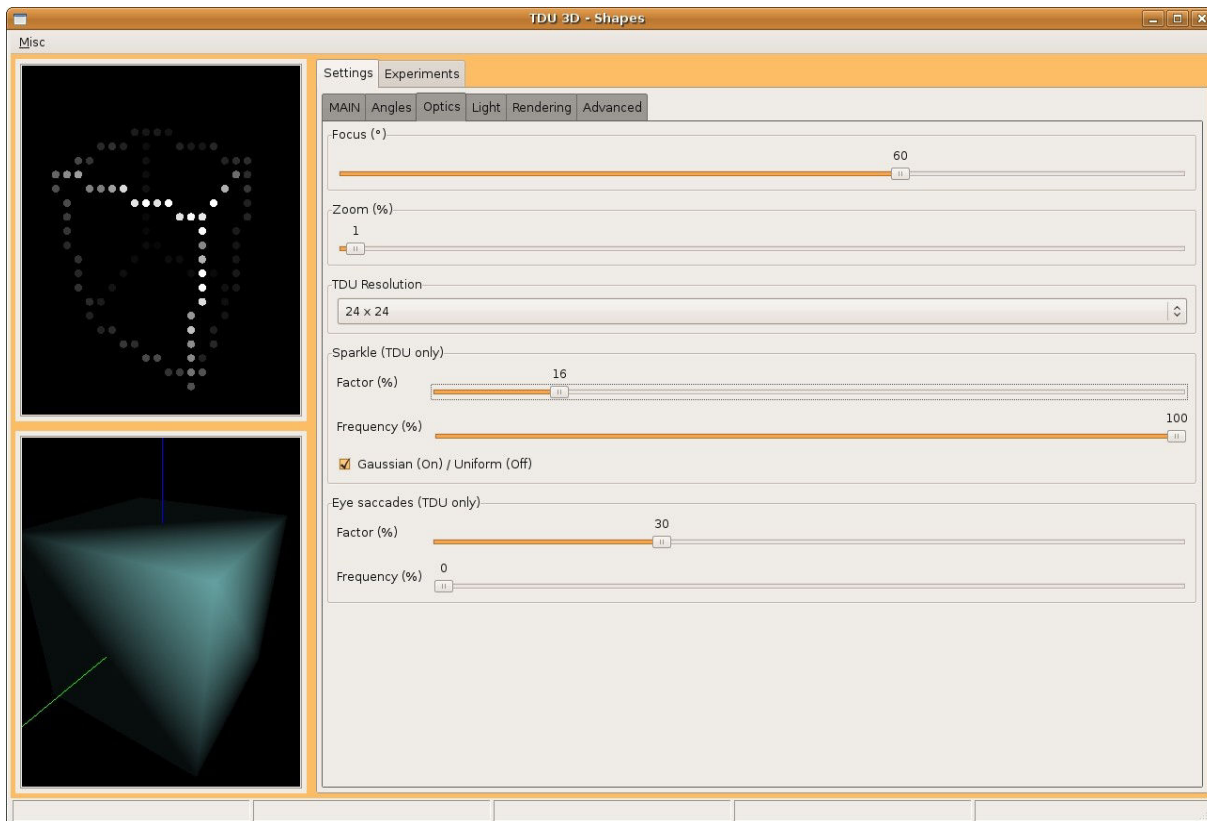 TDU 3D - Shapes
Misc
Settings Experiments
MAIN Angles Optics Light Rendering Advanced
Focus (°)
60
Zoom (%)
1
TDU Resolution
24 x 24
Sparkle (TDU only)
16
Factor (%)
100
Frequency (%)
Gaussian (On) / Uniform (Off)
Eye saccades (TDU only)
30
Factor (%)
0
Frequency (%)